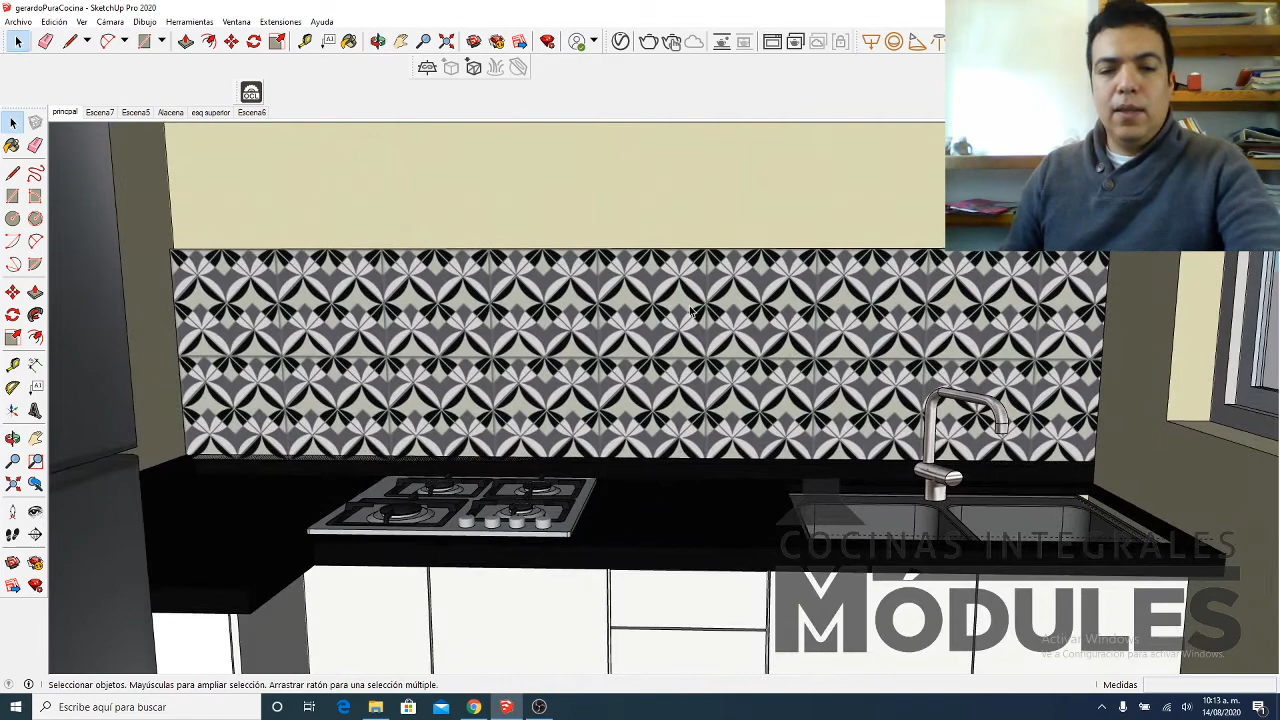 gerardoPuraCocina - SketchUp Pro 2020
Archivo Edición Ver Cámara Dibujo Herramientas Ventana Extensiones Ayuda
OCL
principal Escena7 Escena5 Alacena esq superior Escena6
COCINAS INTEGRALES
MÓDULES
Activar Windows
Ve a Configuración para activar Windows.
Seleccionar objetos. Mayúsculas para ampliar selección. Arrastrar ratón para una selección múltiple.
Medidas
Escribe aquí para buscar
10:13 a. m.
14/08/2020